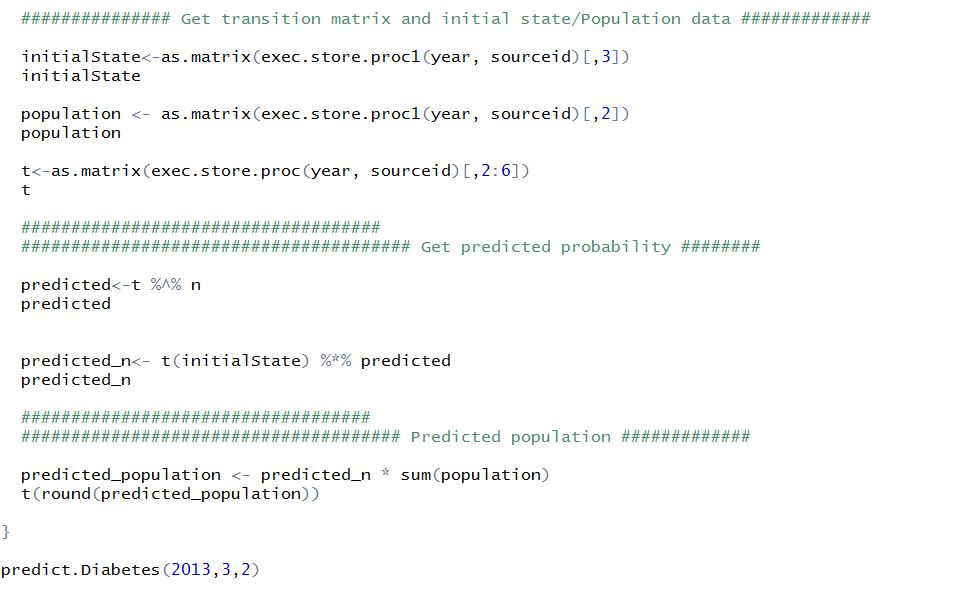 ############### Get transition matrix and initial state/Population data #############
initialState<-as.matrix(exec.store.proc1(year, sourceid)[,3])
initialState
population <- as.matrix(exec.store.proc1(year, sourceid)[,2])
population
t<-as.matrix(exec.store.proc(year, sourceid)[,2:6])
t
####################################
####################################### Get predicted probability ########
predicted<-t %^% n
predicted
predicted_n<- t(initialState) %*% predicted
predicted_n
###################################
###################################### Predicted population #############
predicted_population <- predicted_n * sum(population)
t(round(predicted_population))
}
predict.Diabetes(2013,3,2)